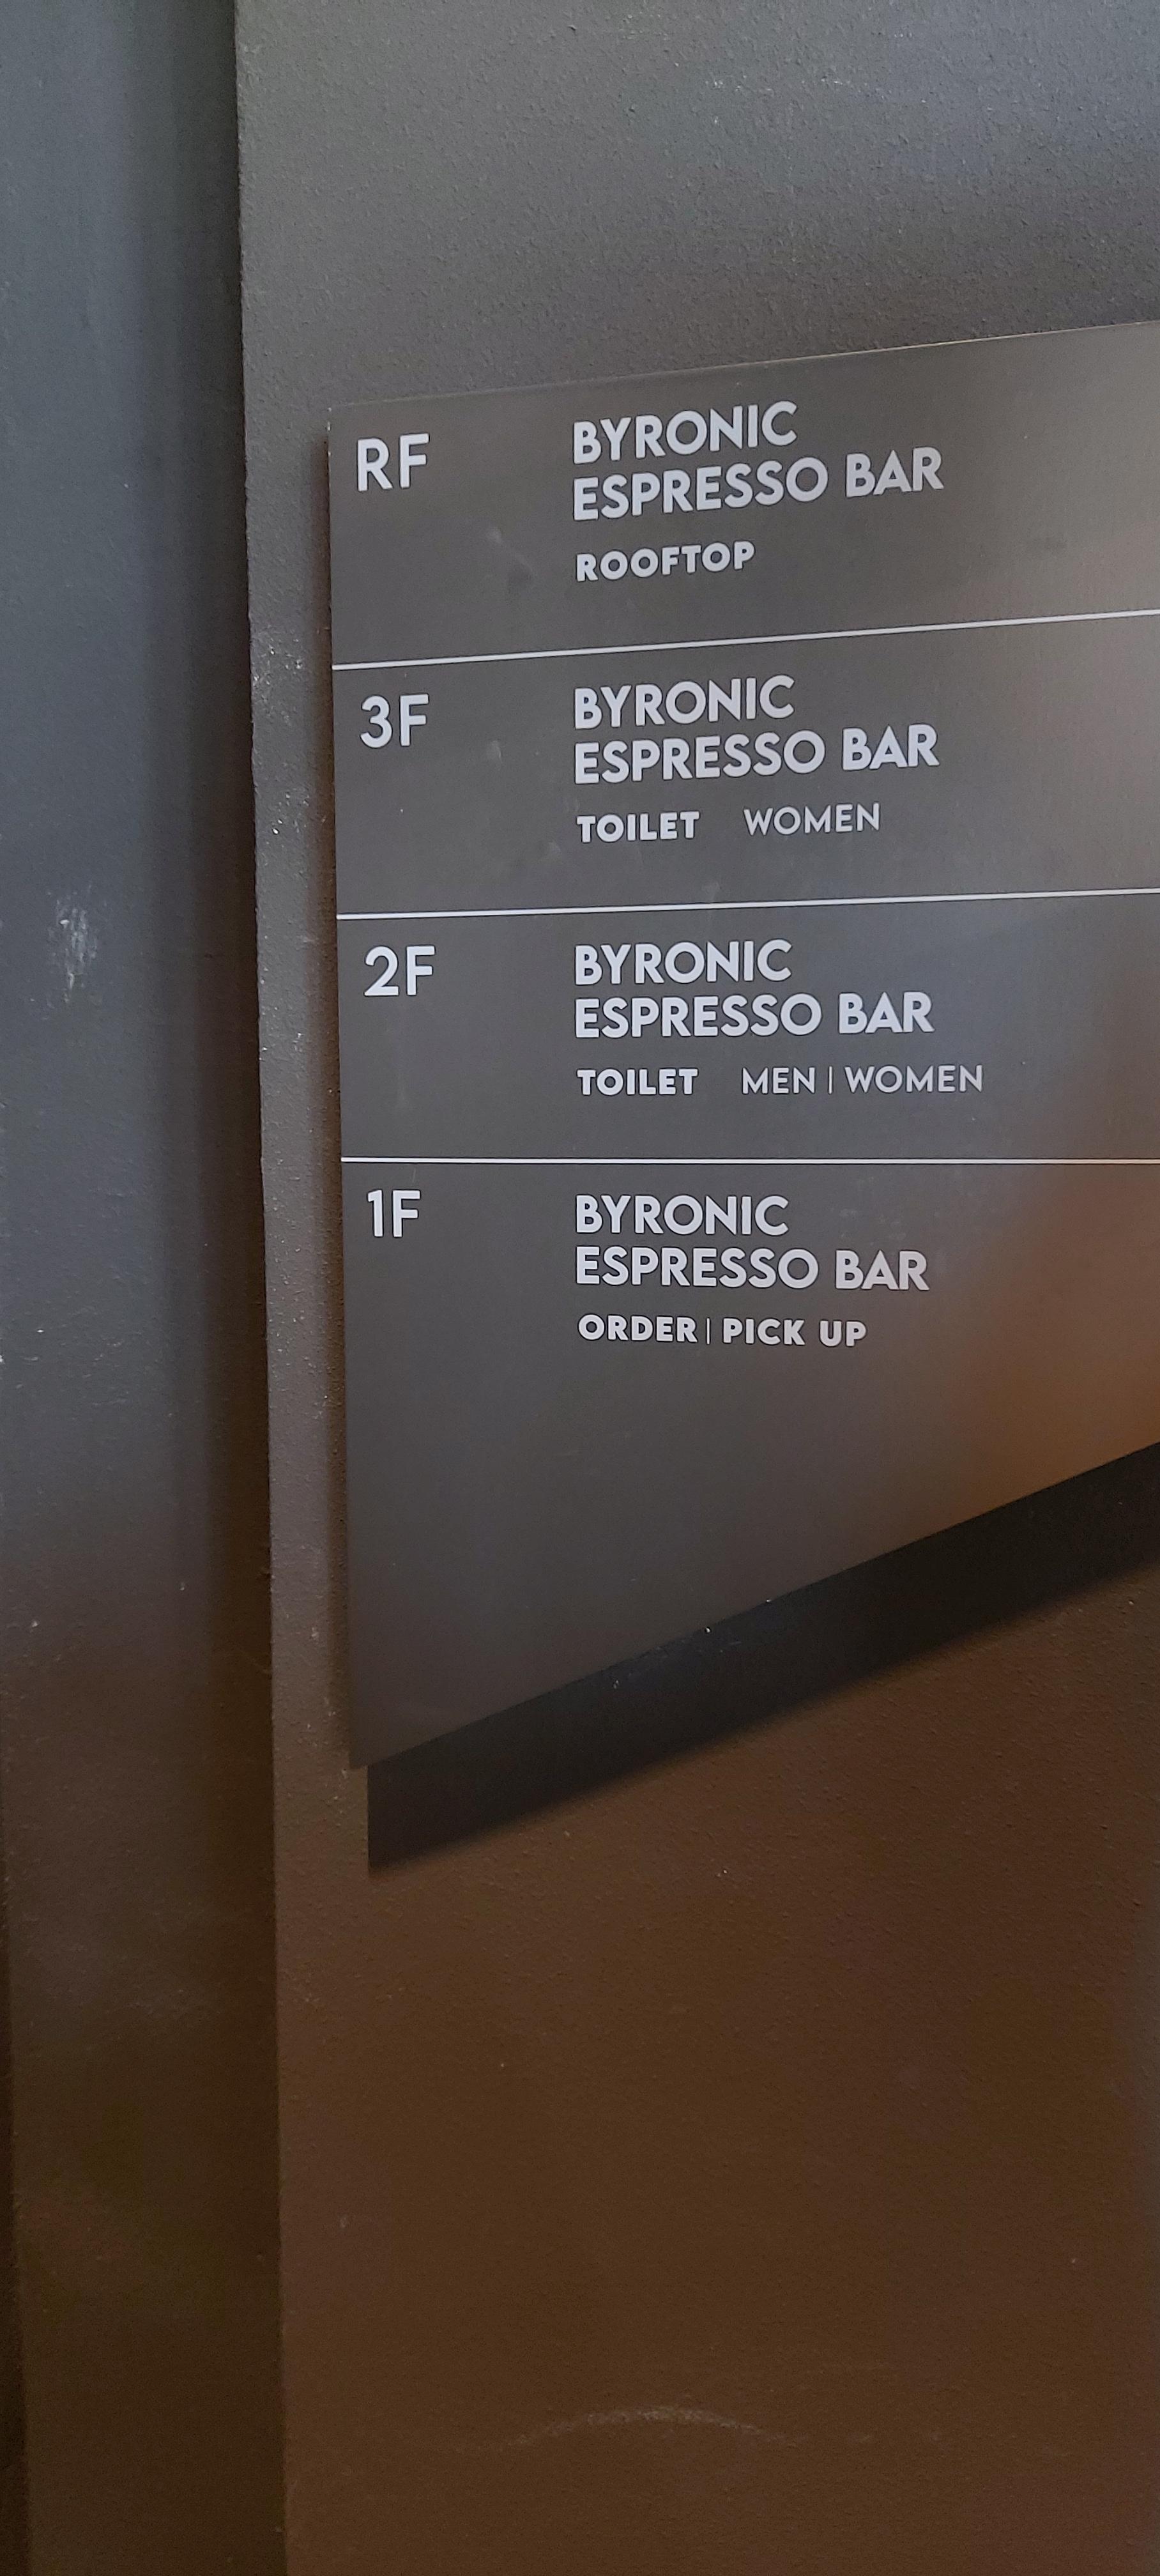 RF
BYRONIC
ESPRESSO BAR
ROOFTOP
3F
BYRONIC
ESPRESSO BAR
TOILET WOMEN
2F
BYRONIC
ESPRESSO BAR
TOILET MEN | WOMEN
1F
BYRONIC
ESPRESSO BAR
ORDER | PICK UP